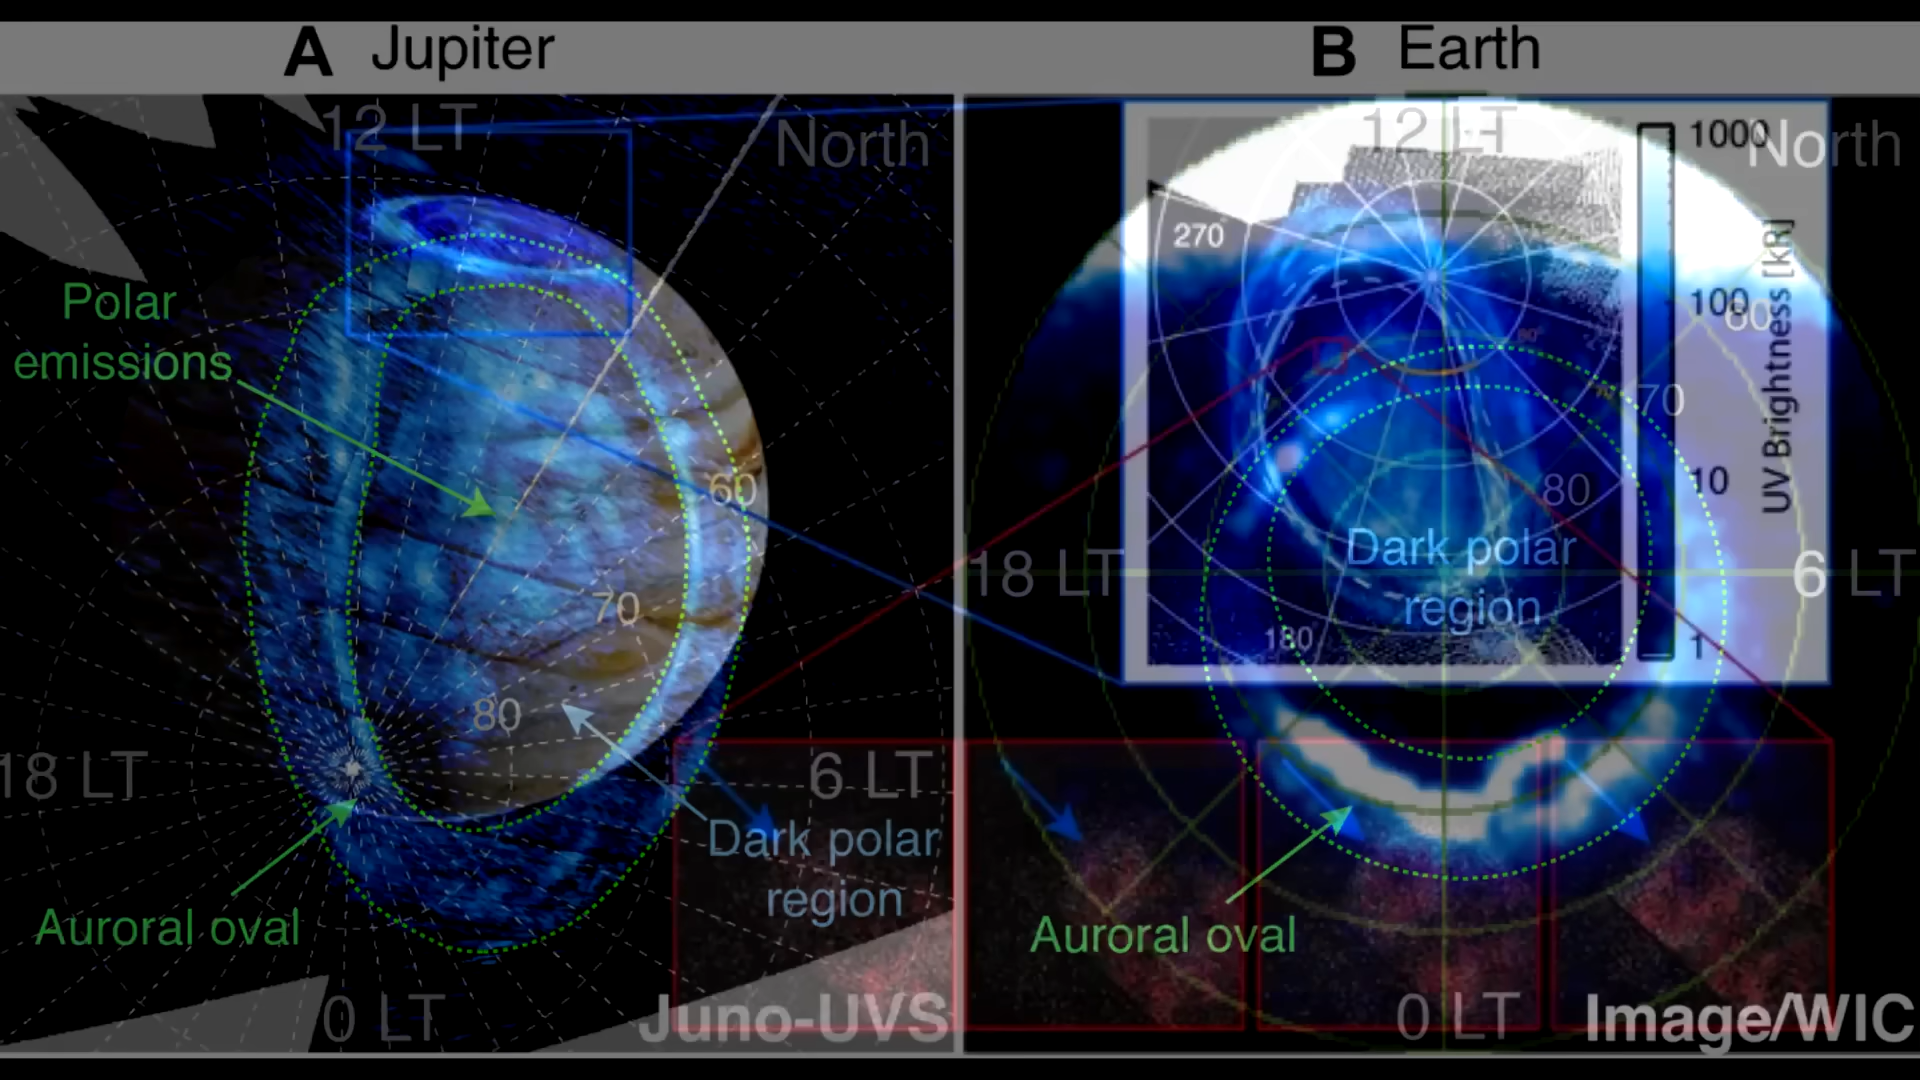 A Jupiter
B Earth
12 LT
North
12 LT
1000
North
270
Polar
emissions
100
60
UV Brightness [kR]
70
60
80
10
Dark polar
region
18 LT
6 LT
70
180
1
80
18 LT
6 LT
Dark polar
region
Auroral oval
Auroral oval
0 LT
Juno-UVS
0 LT
Image/WIC